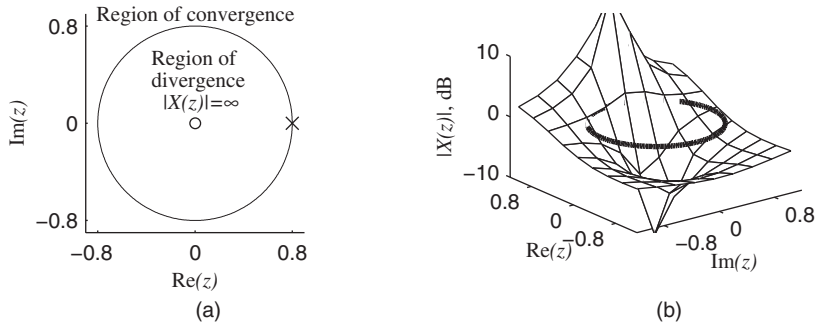 Region of convergence
0.8
Region of
divergence
|X(z)|=∞
Im(z)
0
−0.8
−0.8
0
0.8
Re(z)
(a)
10
0
−10
|X(z)|, dB
0.8
0
−0.8
Re(z)
−0.8
0
0.8
Im(z)
(b)